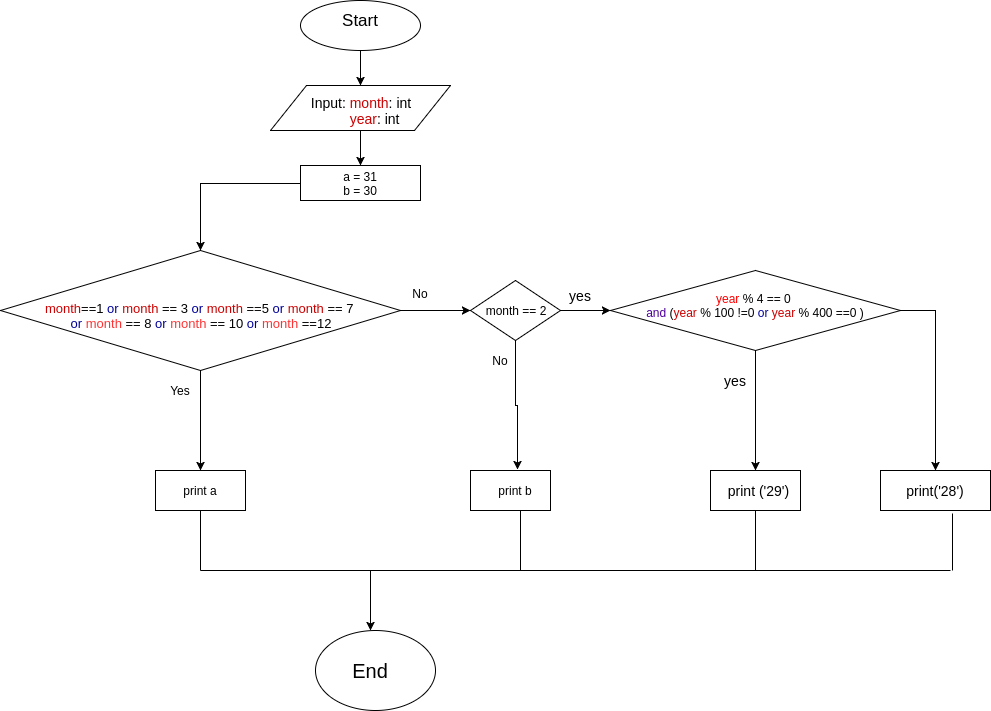 Start
Input: month: int
year: int
a = 31
b = 30
month==1 or month == 3 or month ==5 or month == 7
or month == 8 or month == 10 or month ==12
No
month == 2
yes
year % 4 == 0
and (year % 100 !=0 or year % 400 ==0 )
Yes
No
yes
print a
print b
print ('29')
print('28')
End